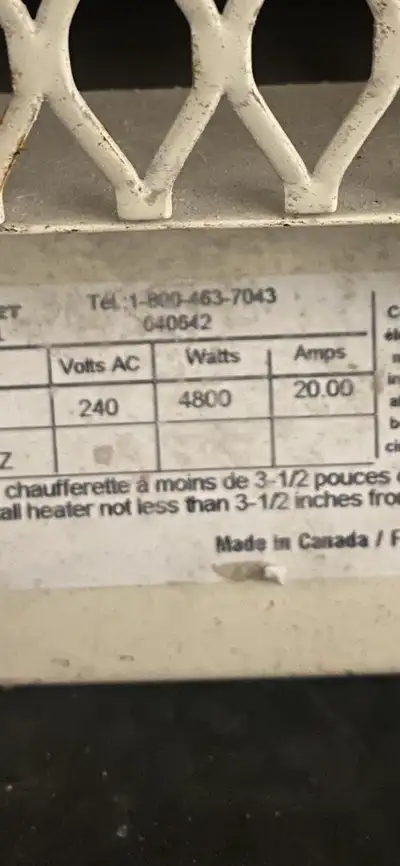 ET Tél.:1-800-463-7043
040642
Volts AC Watts Amps
240 4800 20.00
Z
chaufferette à moins de 3-1/2 pouces
all heater not less than 3-1/2 inches fro
Made in Canada / F